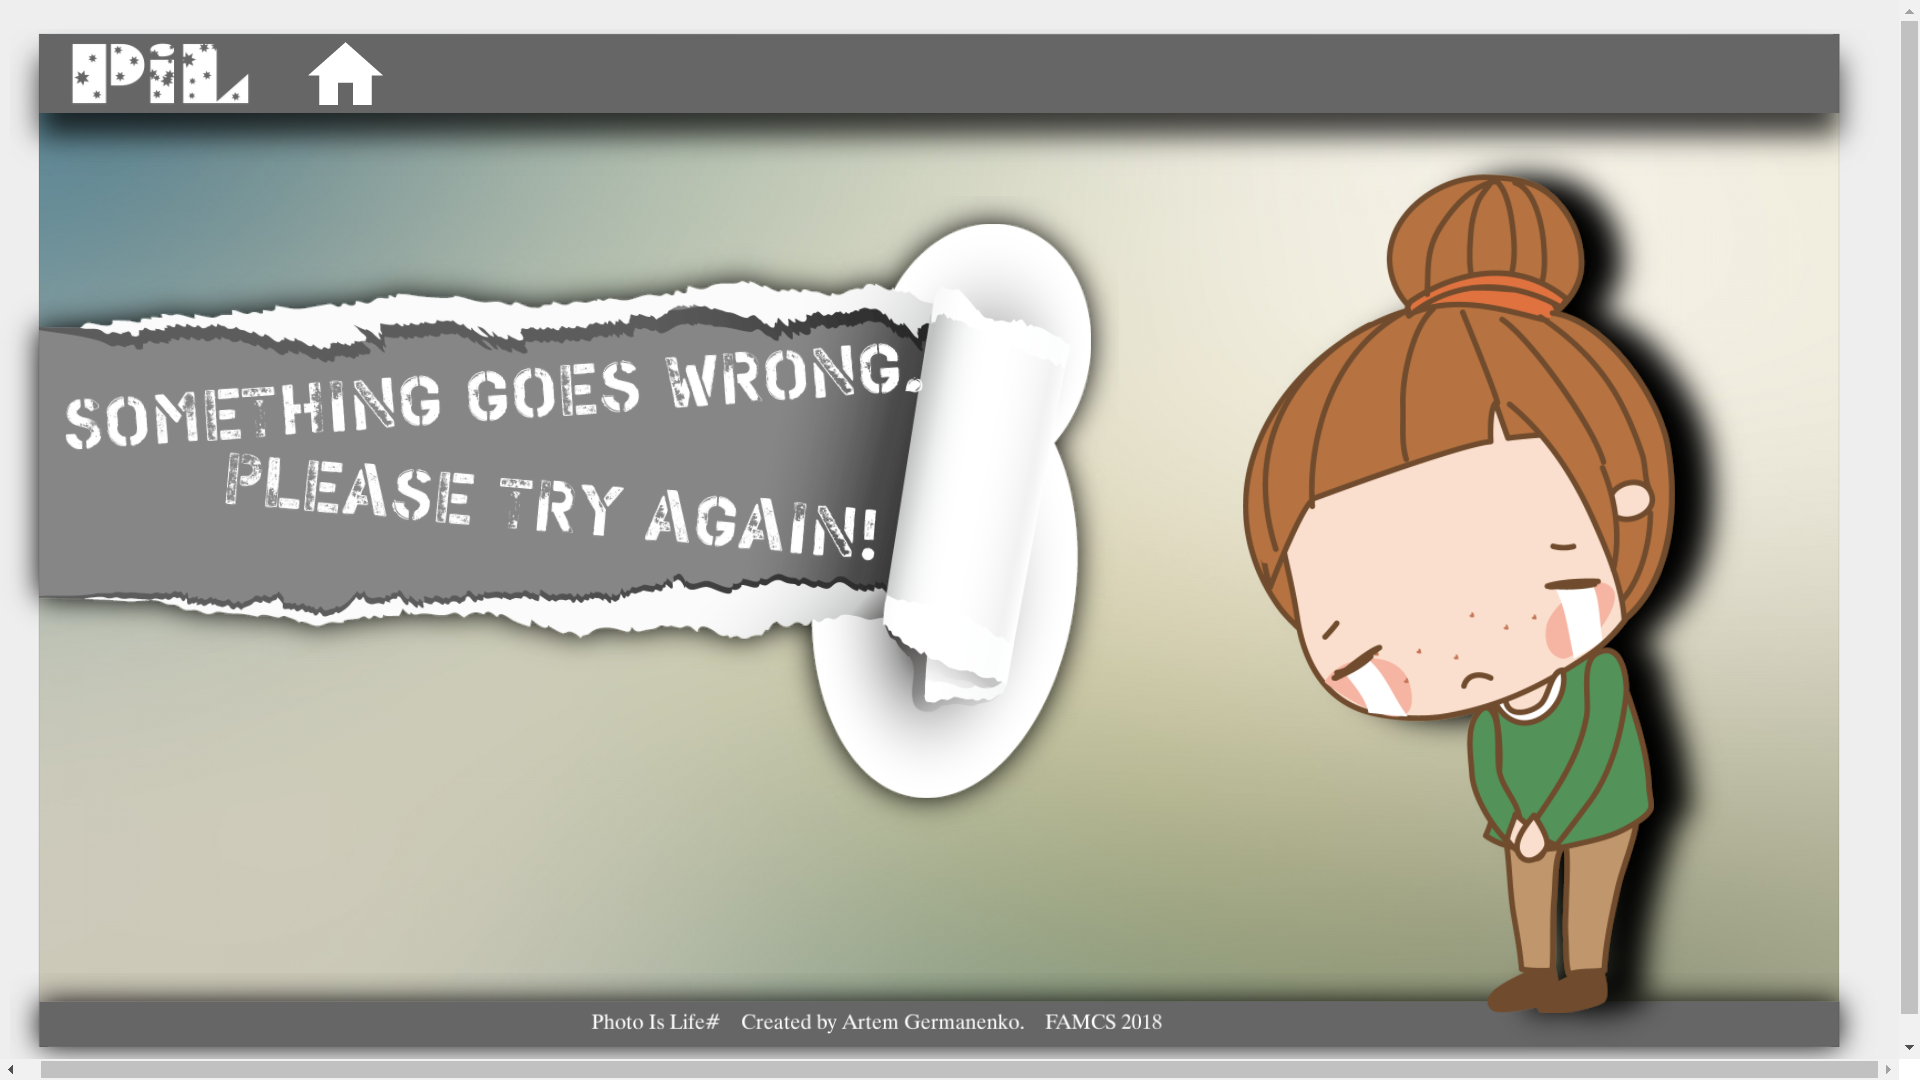 PiL
SOMETHING GOES WRONG.
PLEASE TRY AGAIN!
Photo Is Life# Created by Artem Germanenko. FAMCS 2018